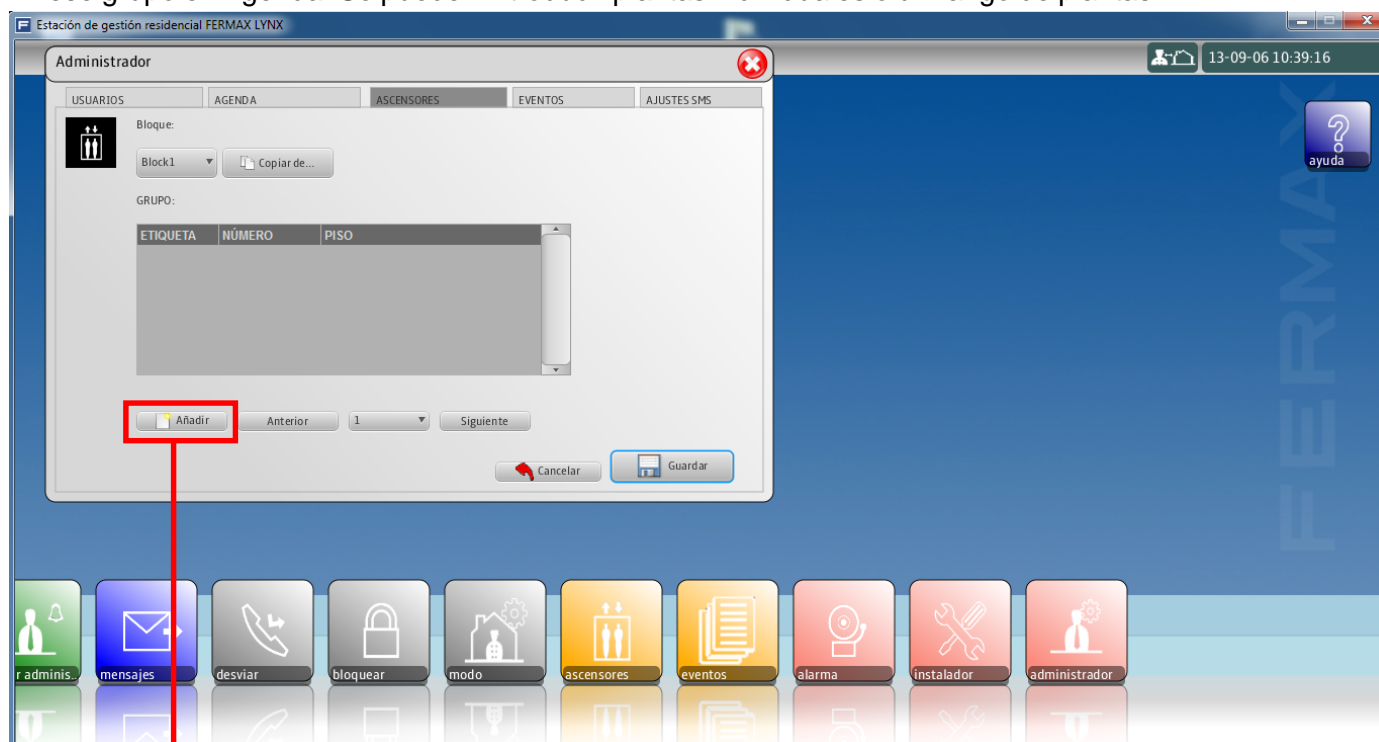 Estación de gestión residencial FERMAX LYNX
Administrador
13-09-06 10:39:16
USUARIOS AGENDA ASCENSORES EVENTOS AJUSTES SMS
Bloque:
ayuda
Block1 Copiar de...
GRUPO:
ETIQUETA NÚMERO PISO
FERMAX
Añadir Anterior 1 Siguiente
Cancelar Guardar
r adminis.. mensajes desviar bloquear modo ascensores eventos alarma instalador administrador